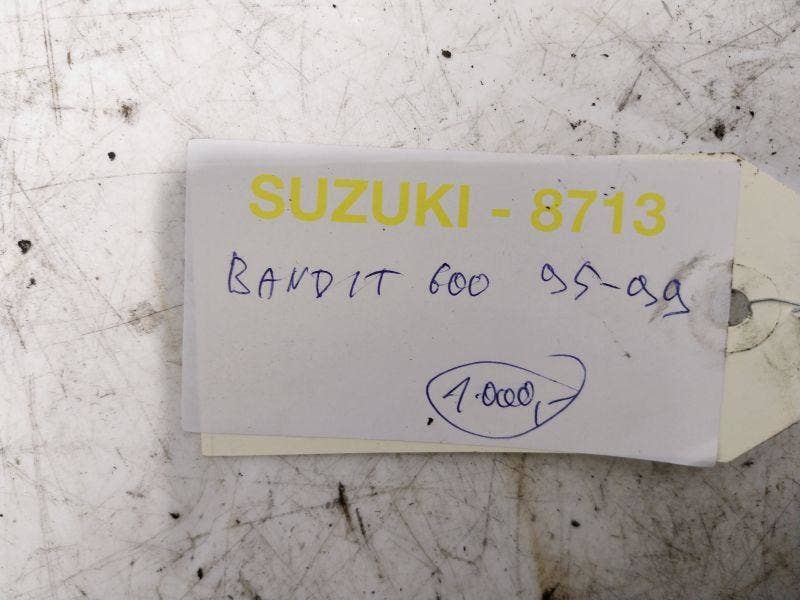 SUZUKI - 8713
BANDIT 600 95-99
1.000,-